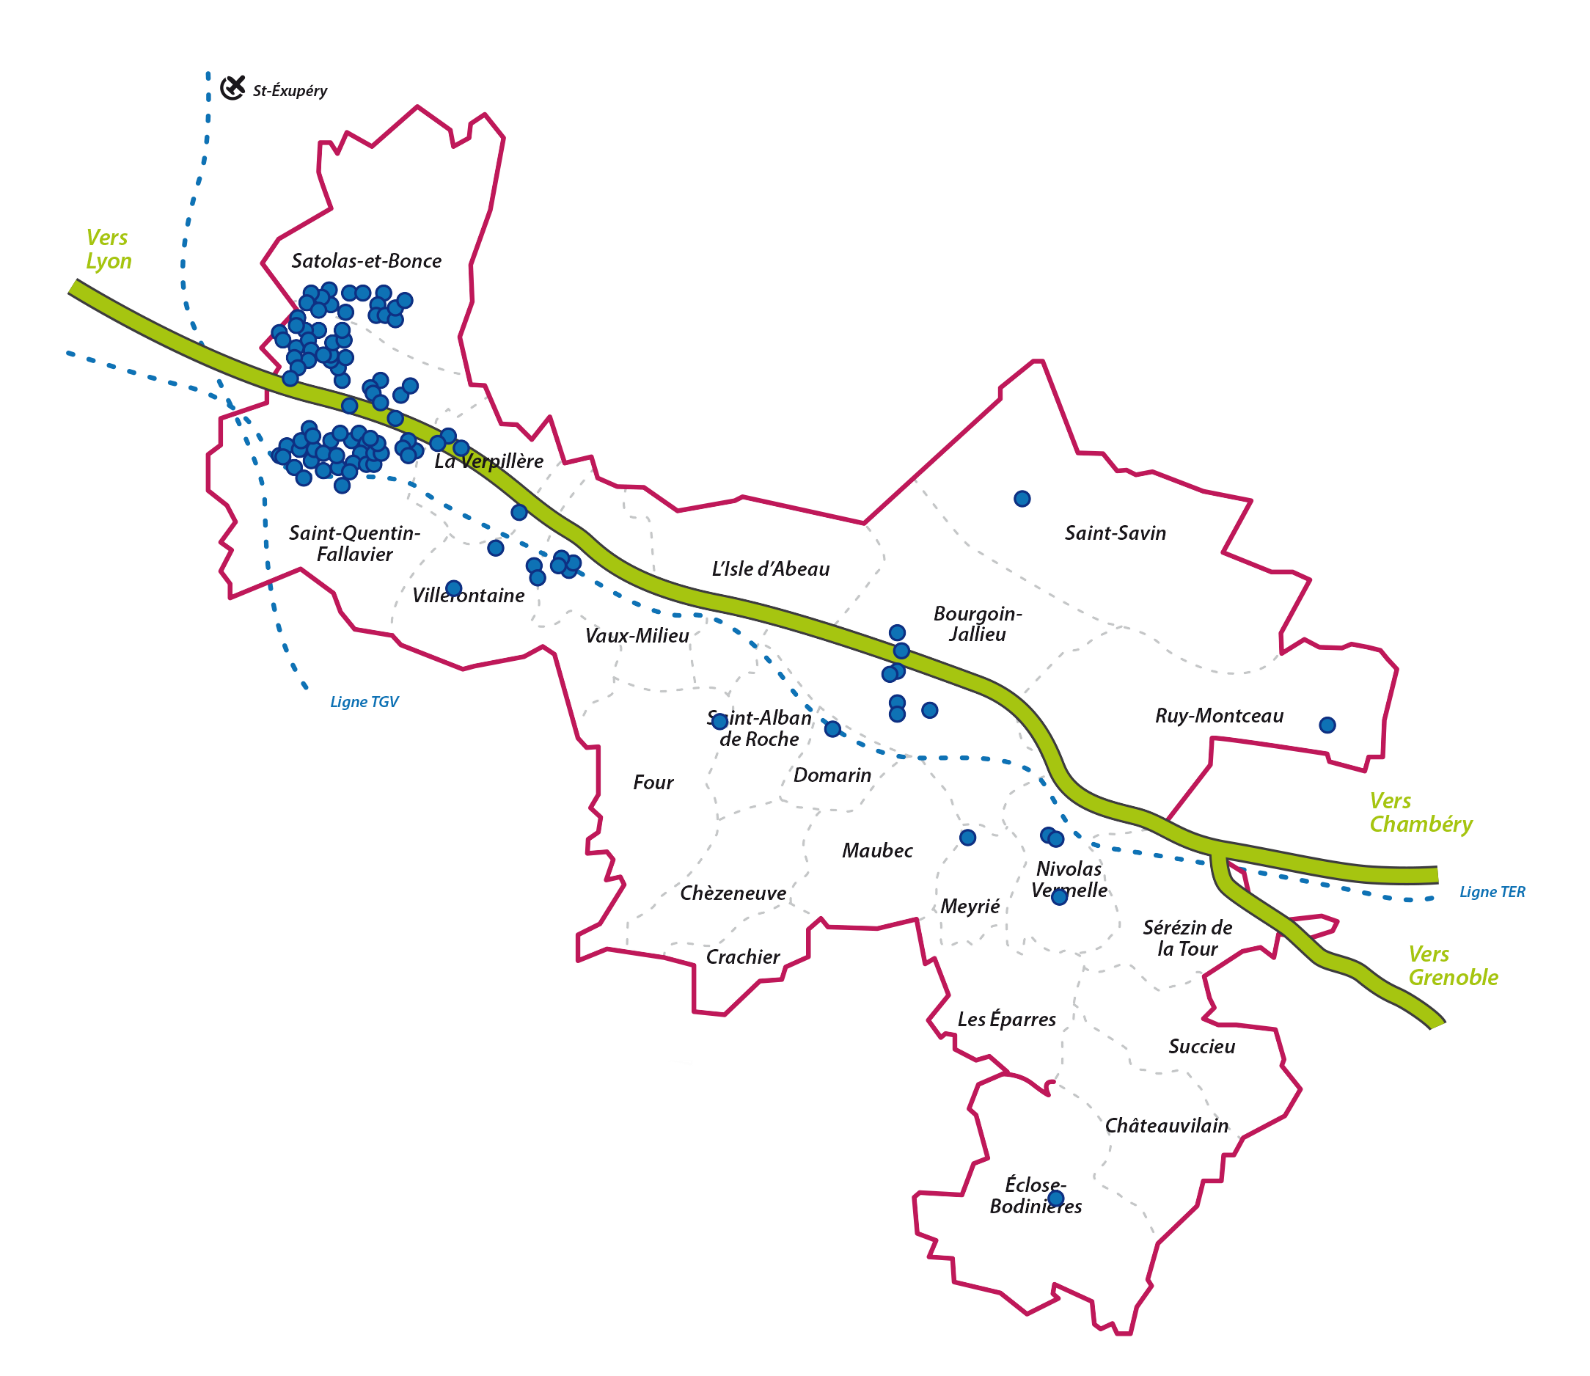 St-Éxupéry
Vers
Lyon
Satolas-et-Bonce
La Verpillère
Saint-Quentin-
Fallavier
Saint-Savin
L'Isle d'Abeau
Villefontaine
Bourgoin-
Jallieu
Vaux-Milieu
Ligne TGV
Saint-Alban
de Roche
Ruy-Montceau
Four
Domarin
Vers
Chambéry
Maubec
Nivolas
Vermelle
Chèzeneuve
Ligne TER
Meyrié
Sérézin de
la Tour
Crachier
Vers
Grenoble
Les Éparres
Succieu
Châteauvilain
Éclose-
Bodinières